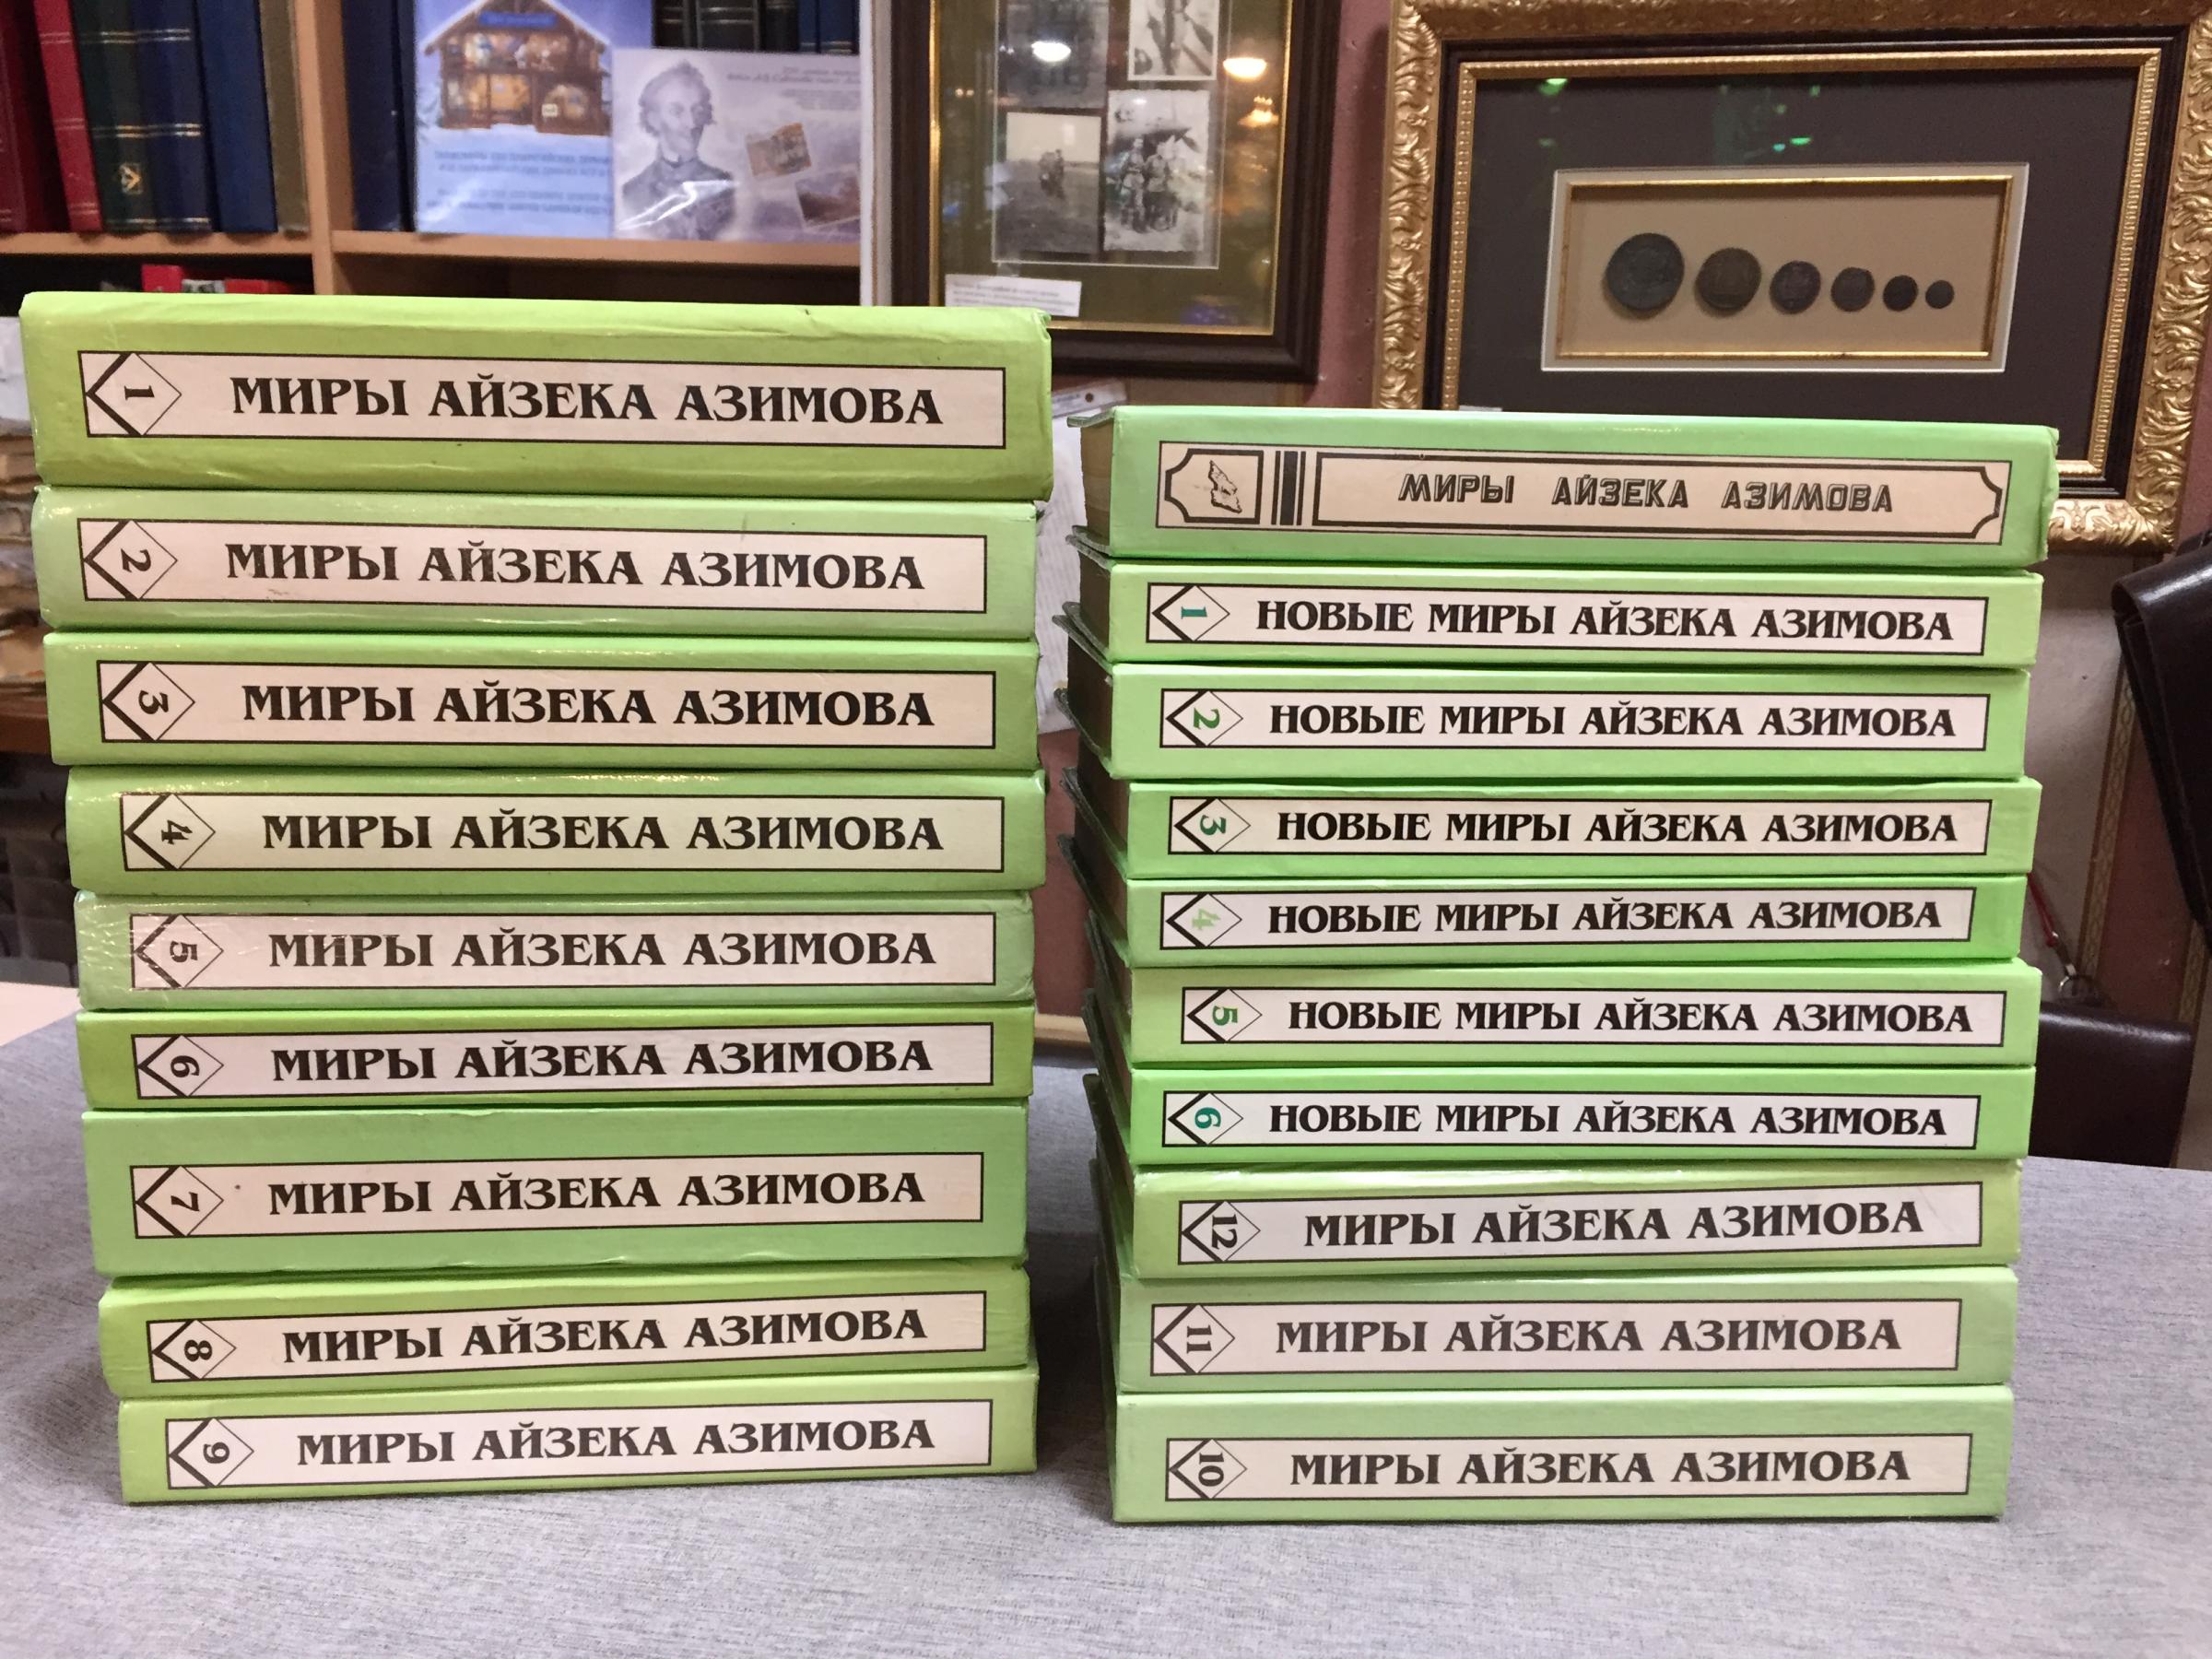 1 МИРЫ АЙЗЕКА АЗИМОВА
2 МИРЫ АЙЗЕКА АЗИМОВА
3 МИРЫ АЙЗЕКА АЗИМОВА
4 МИРЫ АЙЗЕКА АЗИМОВА
5 МИРЫ АЙЗЕКА АЗИМОВА
6 МИРЫ АЙЗЕКА АЗИМОВА
7 МИРЫ АЙЗЕКА АЗИМОВА
8 МИРЫ АЙЗЕКА АЗИМОВА
9 МИРЫ АЙЗЕКА АЗИМОВА
МИРЫ АЙЗЕКА АЗИМОВА
1 НОВЫЕ МИРЫ АЙЗЕКА АЗИМОВА
2 НОВЫЕ МИРЫ АЙЗЕКА АЗИМОВА
3 НОВЫЕ МИРЫ АЙЗЕКА АЗИМОВА
4 НОВЫЕ МИРЫ АЙЗЕКА АЗИМОВА
5 НОВЫЕ МИРЫ АЙЗЕКА АЗИМОВА
6 НОВЫЕ МИРЫ АЙЗЕКА АЗИМОВА
12 МИРЫ АЙЗЕКА АЗИМОВА
11 МИРЫ АЙЗЕКА АЗИМОВА
10 МИРЫ АЙЗЕКА АЗИМОВА